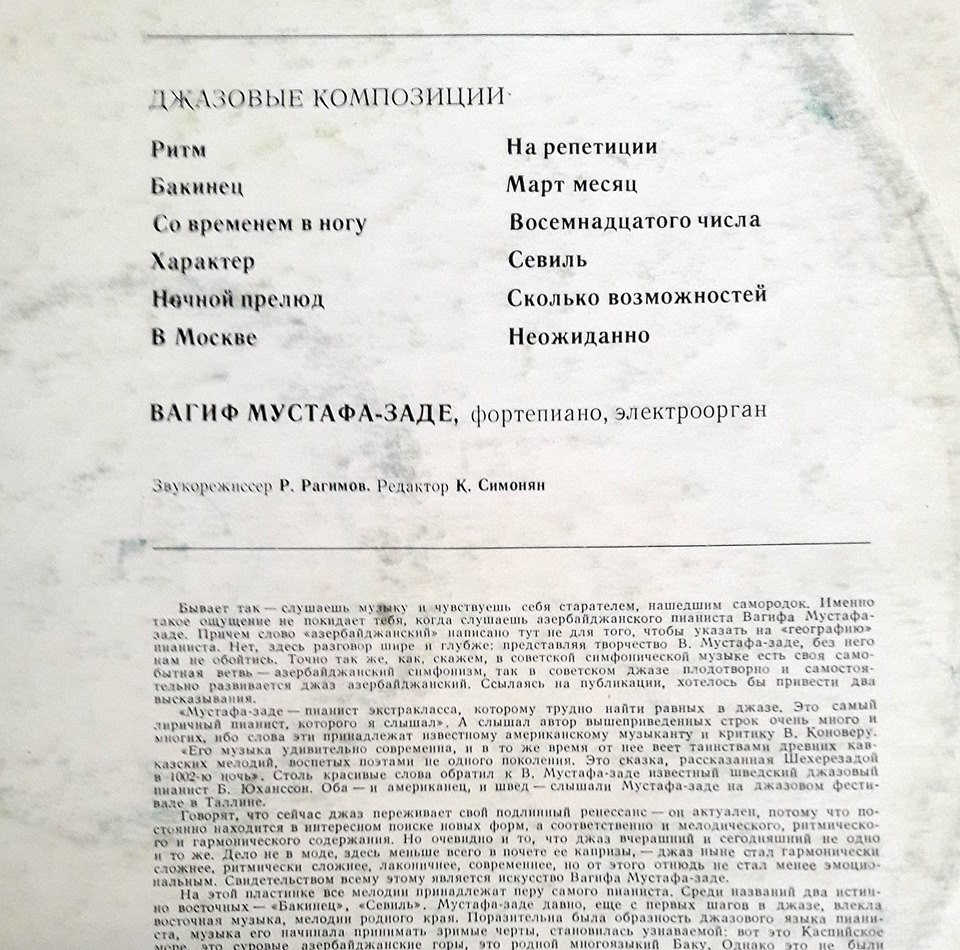 ДЖАЗОВЫЕ КОМПОЗИЦИИ
Ритм
Бакинец
Со временем в ногу
Характер
Ночной прелюд
В Москве
На репетиции
Март месяц
Восемнадцатого числа
Севиль
Сколько возможностей
Неожиданно
ВАГИФ МУСТАФА-ЗАДЕ, фортепиано, электроорган
Звукорежиссер Р. Рагимов. Редактор К. Симонян
Бывает так — слушаешь музыку и чувствуешь себя старателем, нашедшим самородок. Именно
такое ощущение не покидает тебя, когда слушаешь азербайджанского пианиста Вагифа Мустафа-
заде. Причем слово «азербайджанский» написано тут не для того, чтобы указать на «географию»
пианиста. Нет, здесь разговор шире и глубже: представляя творчество В. Мустафа-заде, без него
нам не обойтись. Точно так же, как, скажем, в советской симфонической музыке есть своя само-
бытная ветвь — азербайджанский симфонизм, так в советском джазе плодотворно и самостоя-
тельно развивается джаз азербайджанский. Ссылаясь на публикации, хотелось бы привести два
высказывания.
«Мустафа-заде — пианист экстракласса, которому трудно найти равных в джазе. Это самый
лиричный пианист, которого я слышал». А слышал автор вышеприведенных строк очень много и
многих, ибо слова эти принадлежат известному американскому музыканту и критику В. Коноверу.
«Его музыка удивительно современна, и в то же время от нее веет таинствами древних кав-
казских мелодий, воспетых поэтами не одного поколения. Это сказка, рассказанная Шехерезадой
в 1002-ю ночь». Столь красивые слова обратил к В. Мустафа-заде известный шведский джазовый
пианист Б. Юханссон. Оба — и американец, и швед — слышали Мустафа-заде на джазовом фести-
вале в Таллине.
Говорят, что сейчас джаз переживает свой подлинный ренессанс — он актуален, потому что по-
стоянно находится в интересном поиске новых форм, а соответственно и мелодического, ритмическо-
го и гармонического содержания. Но очевидно и то, что джаз вчерашний и сегодняшний не одно
и то же. Дело не в моде, здесь меньше всего в почете ее капризы, — джаз ныне стал гармонически
сложнее, ритмически сложнее, лаконичнее, современнее, но от этого отнюдь не стал менее эмоцио-
нальным. Свидетельством всему этому является искусство Вагифа Мустафа-заде.
На этой пластинке все мелодии принадлежат перу самого пианиста. Среди названий два истин-
но восточных — «Бакинец», «Севиль». Мустафа-заде давно, еще с первых шагов в джазе, влекла
восточная музыка, мелодии родного края. Поразительна была образность джазового языка пиани-
ста, музыка его начинала принимать зримые черты, становилась узнаваемой: вот это Каспийское
море, это суровые азербайджанские горы, это родной многоязыкий Баку. Однако это не были